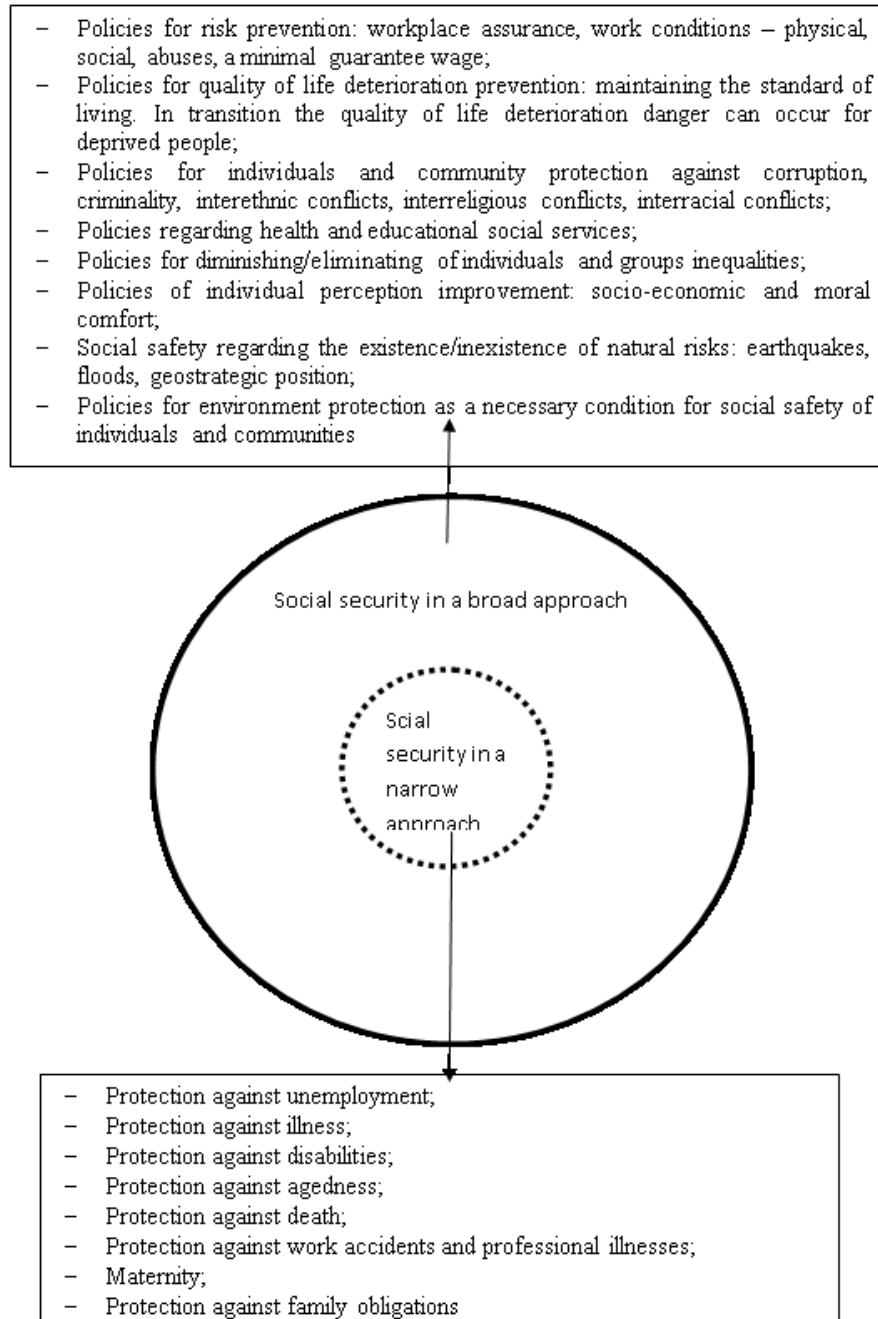 – Policies for risk prevention: workplace assurance, work conditions – physical,
social, abuses, a minimal guarantee wage;
– Policies for quality of life deterioration prevention: maintaining the standard of
living. In transition the quality of life deterioration danger can occur for
deprived people;
– Policies for individuals and community protection against corruption,
criminality, interethnic conflicts, interreligious conflicts, interracial conflicts;
– Policies regarding health and educational social services;
– Policies for diminishing/eliminating of individuals and groups inequalities;
– Policies of individual perception improvement: socio-economic and moral
comfort;
– Social safety regarding the existence/inexistence of natural risks: earthquakes,
floods, geostrategic position;
– Policies for environment protection as a necessary condition for social safety of
individuals and communities
Social security in a broad approach
Scial
security in a
narrow
approach
– Protection against unemployment;
– Protection against illness;
– Protection against disabilities;
– Protection against agedness;
– Protection against death;
– Protection against work accidents and professional illnesses;
– Maternity;
– Protection against family obligations